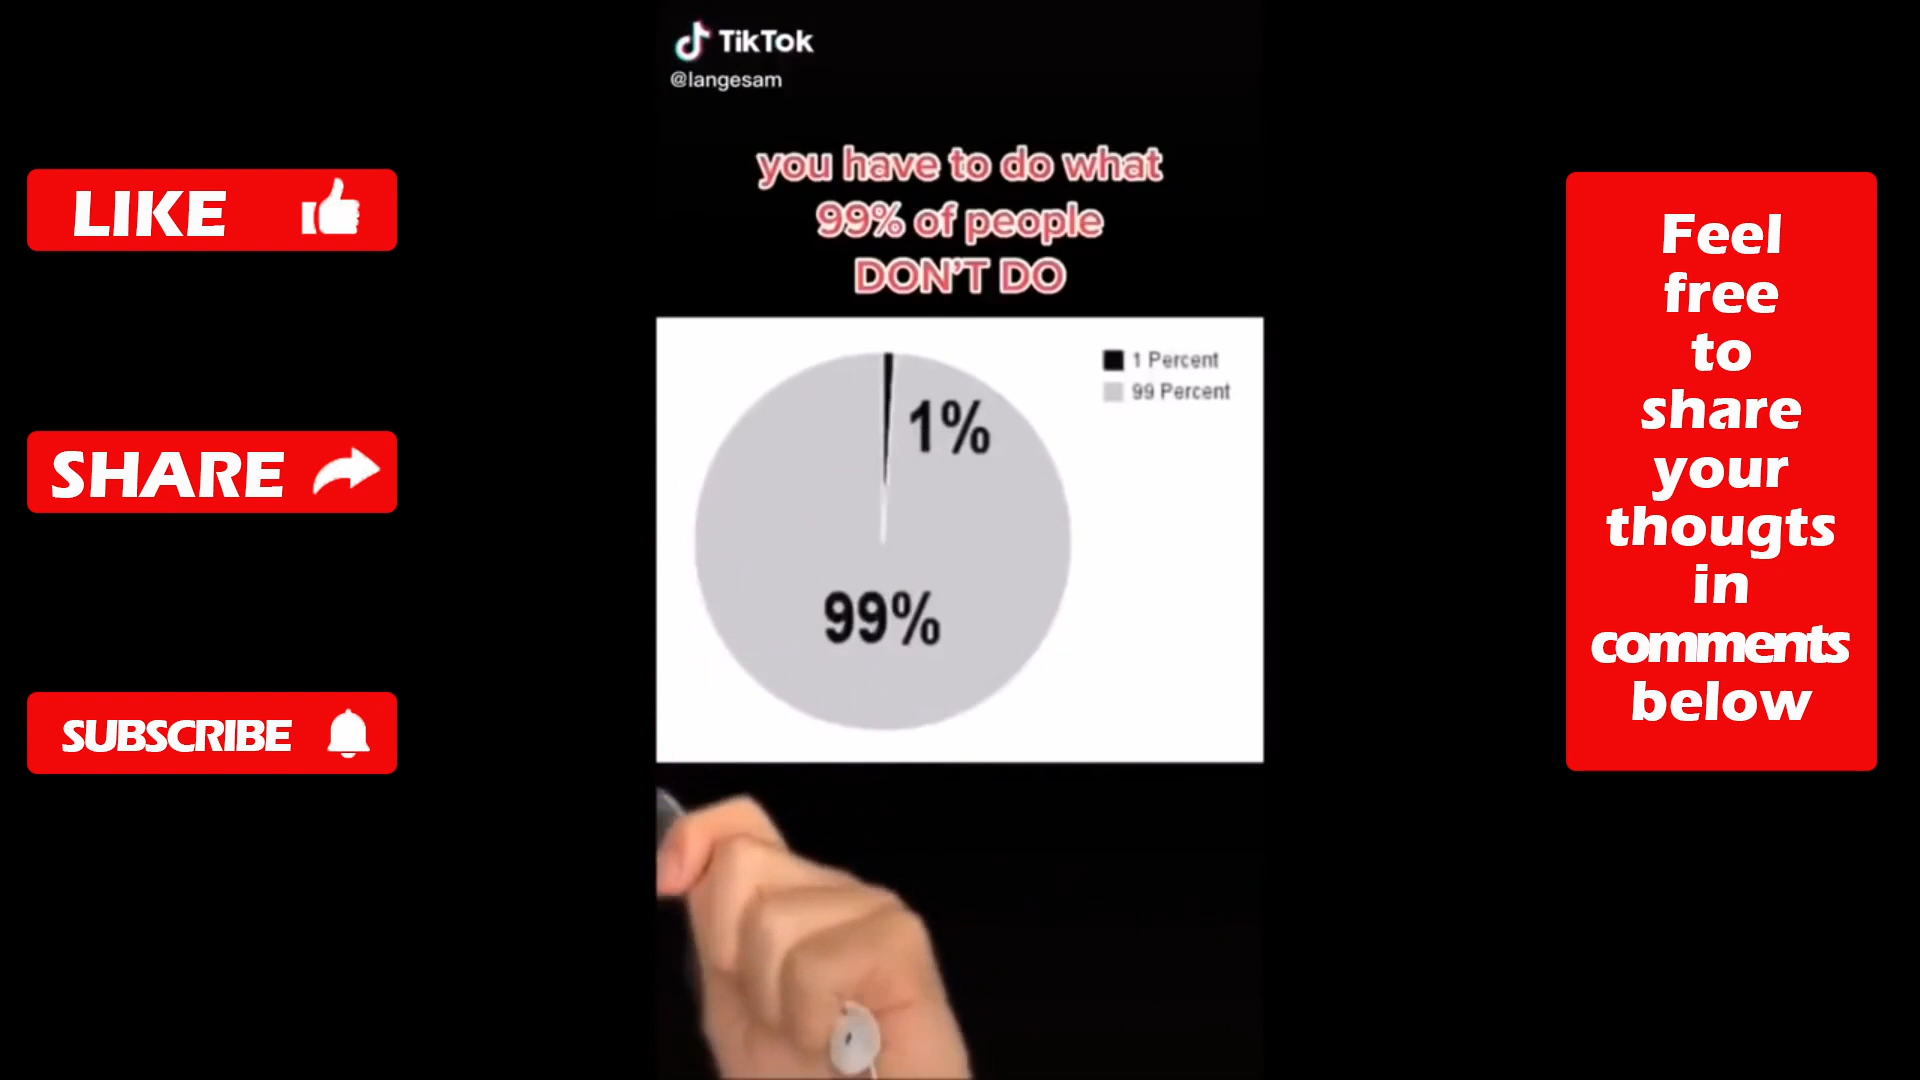 TikTok
@langesam
you have to do what
99% of people
DON'T DO
1 Percent
99 Percent
1%
99%
LIKE
SHARE
SUBSCRIBE
Feel
free
to
share
your
thougts
in
comments
below